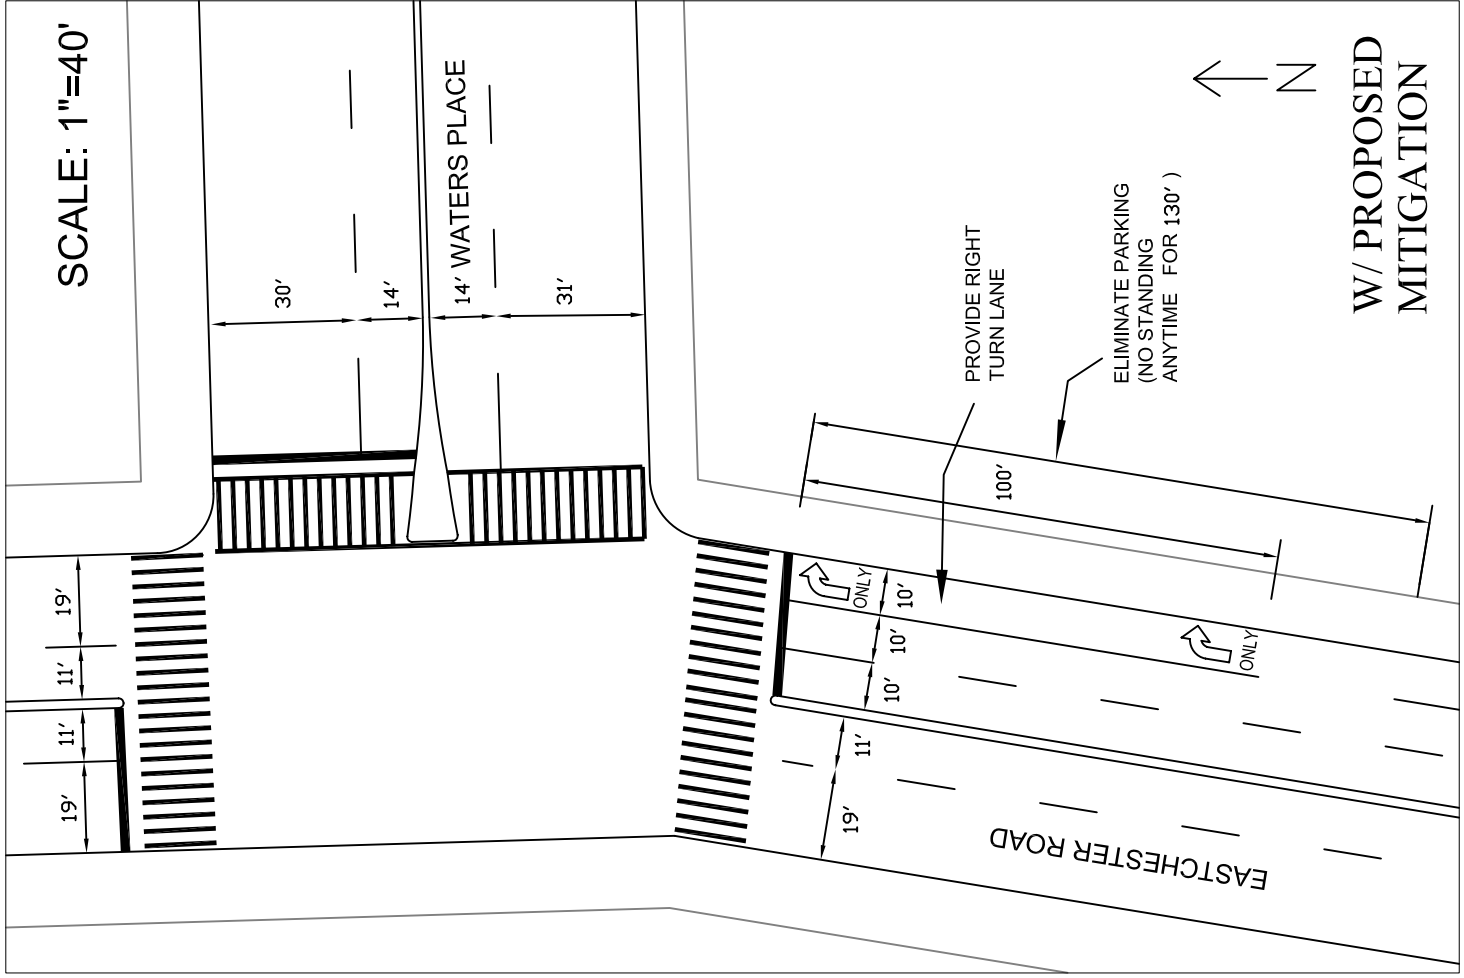 SCALE: 1"=40'
30'
14'
14' WATERS PLACE
31'
19'
11'
11'
19'
PROVIDE RIGHT
TURN LANE
ELIMINATE PARKING
(NO STANDING
ANYTIME FOR 130' )
100'
ONLY
10'
10'
10'
11'
19'
ONLY
EASTCHESTER ROAD
N
W/ PROPOSED
MITIGATION